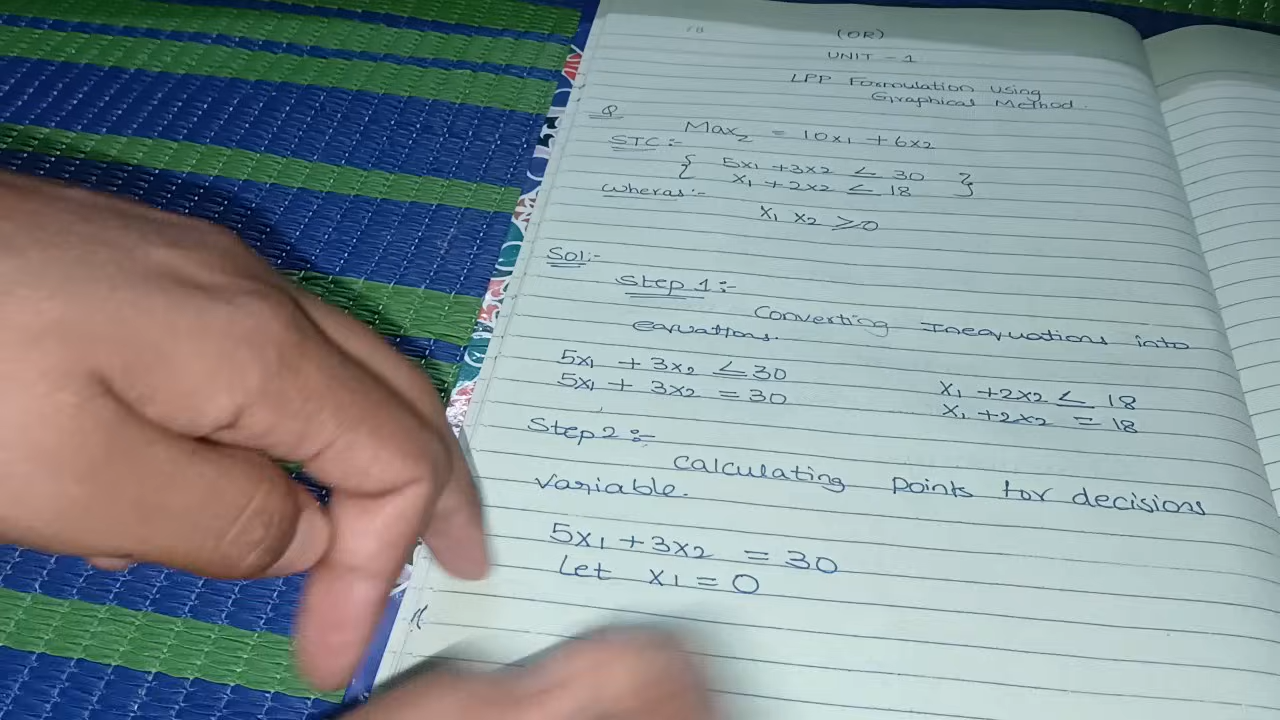 (OR)
UNIT - 1
LPP Formulation using
Graphical Method.
Q
Max z = 10x1 + 6x2
STC:-
{ 5x1 + 3x2 ≤ 30
x1 + 2x2 ≤ 18 }
wheras:-
x1 x2 ≥ 0
Sol:-
Step 1:-
Converting Inequations into
equations.
5x1 + 3x2 ≤ 30
5x1 + 3x2 = 30
x1 + 2x2 ≤ 18
x1 + 2x2 = 18
Step 2:-
Calculating points for decisions
variable.
5x1 + 3x2 = 30
Let x1 = 0